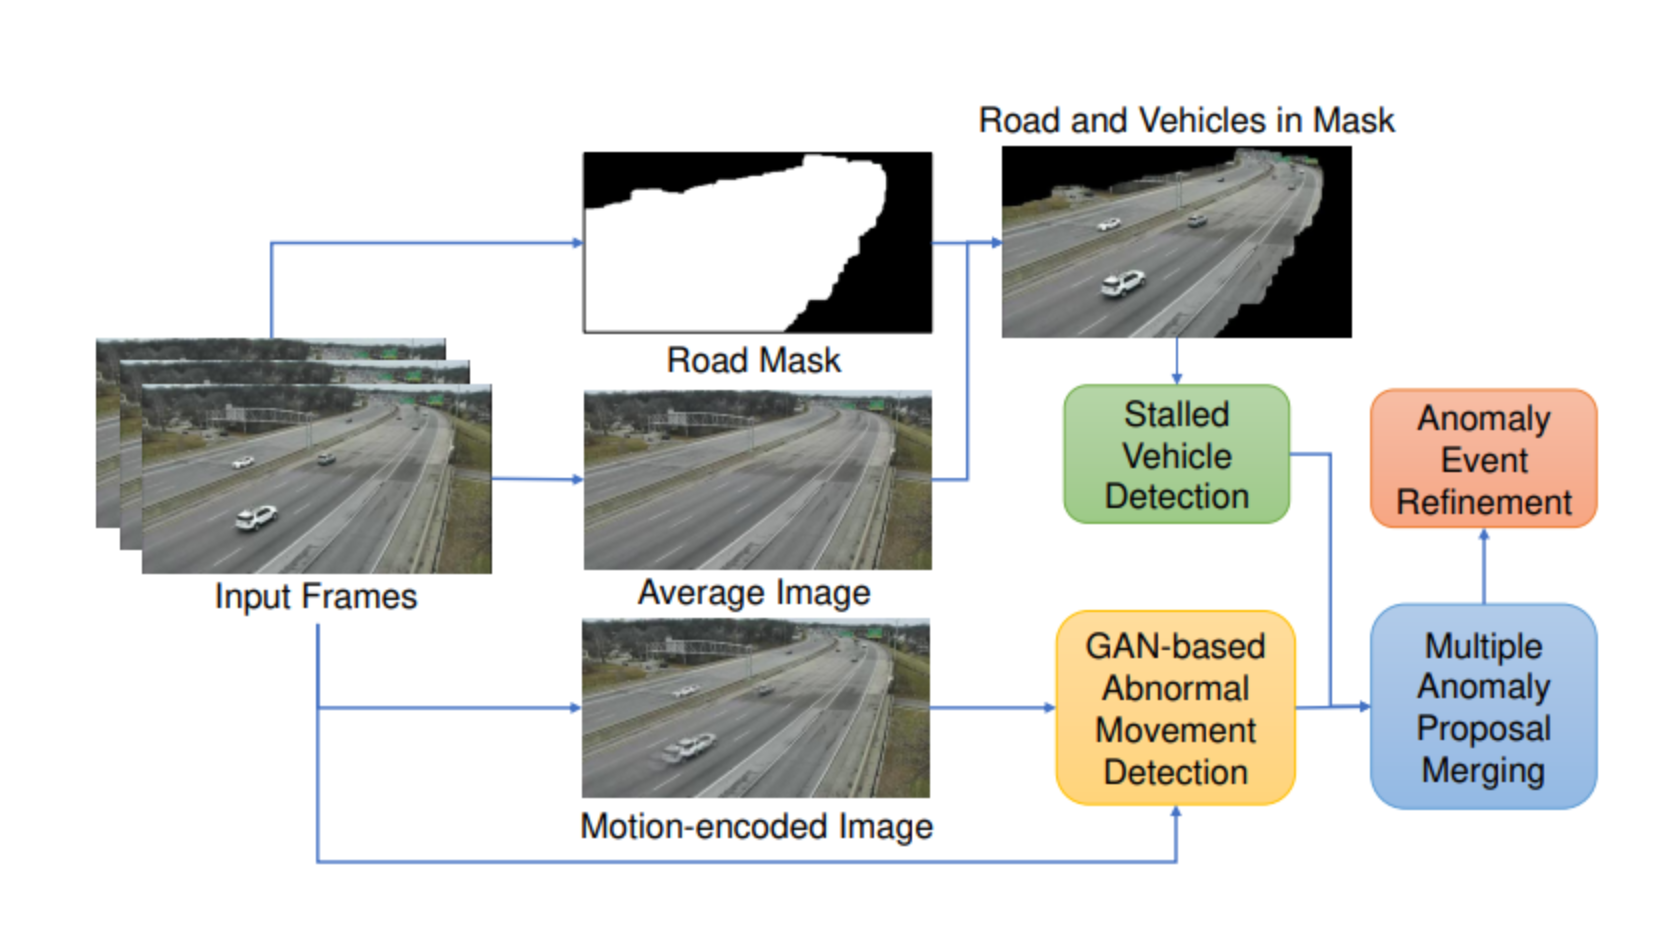 Road and Vehicles in Mask
Road Mask
Input Frames
Average Image
Motion-encoded Image
Stalled
Vehicle
Detection
GAN-based
Abnormal
Movement
Detection
Multiple
Anomaly
Proposal
Merging
Anomaly
Event
Refinement